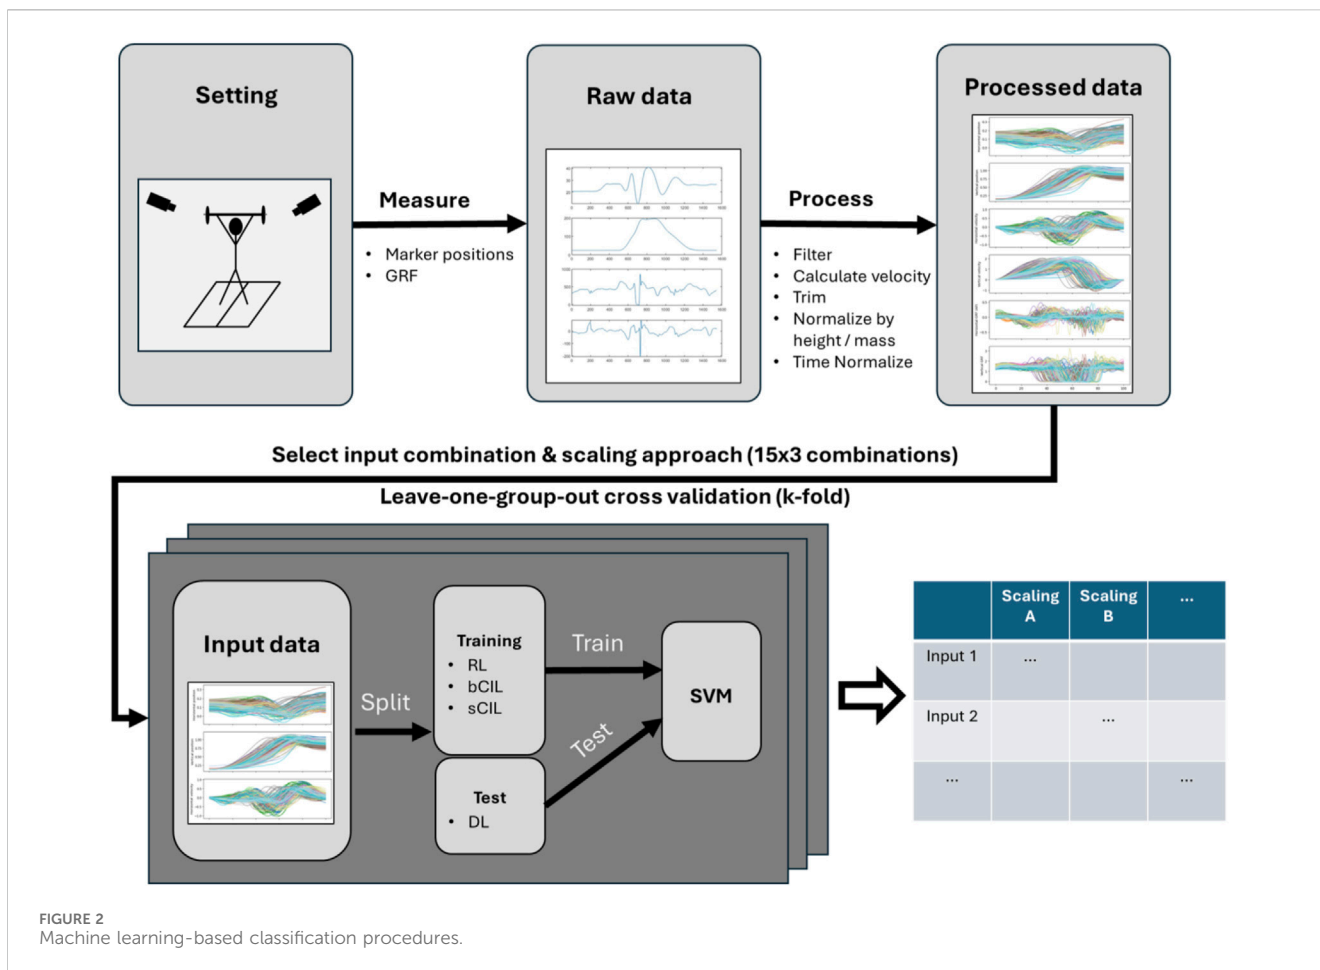 Setting
Measure
• Marker positions
• GRF
Raw data
Process
• Filter
• Calculate velocity
• Trim
• Normalize by
height / mass
• Time Normalize
Processed data
Select input combination & scaling approach (15x3 combinations)
Leave-one-group-out cross validation (k-fold)
Input data
Split
Training
• RL
• bCIL
• sCIL
Test
• DL
Train
Test
SVM
Scaling
A
Scaling
B
...
Input 1
...
Input 2
...
...
...
FIGURE 2
Machine learning-based classification procedures.